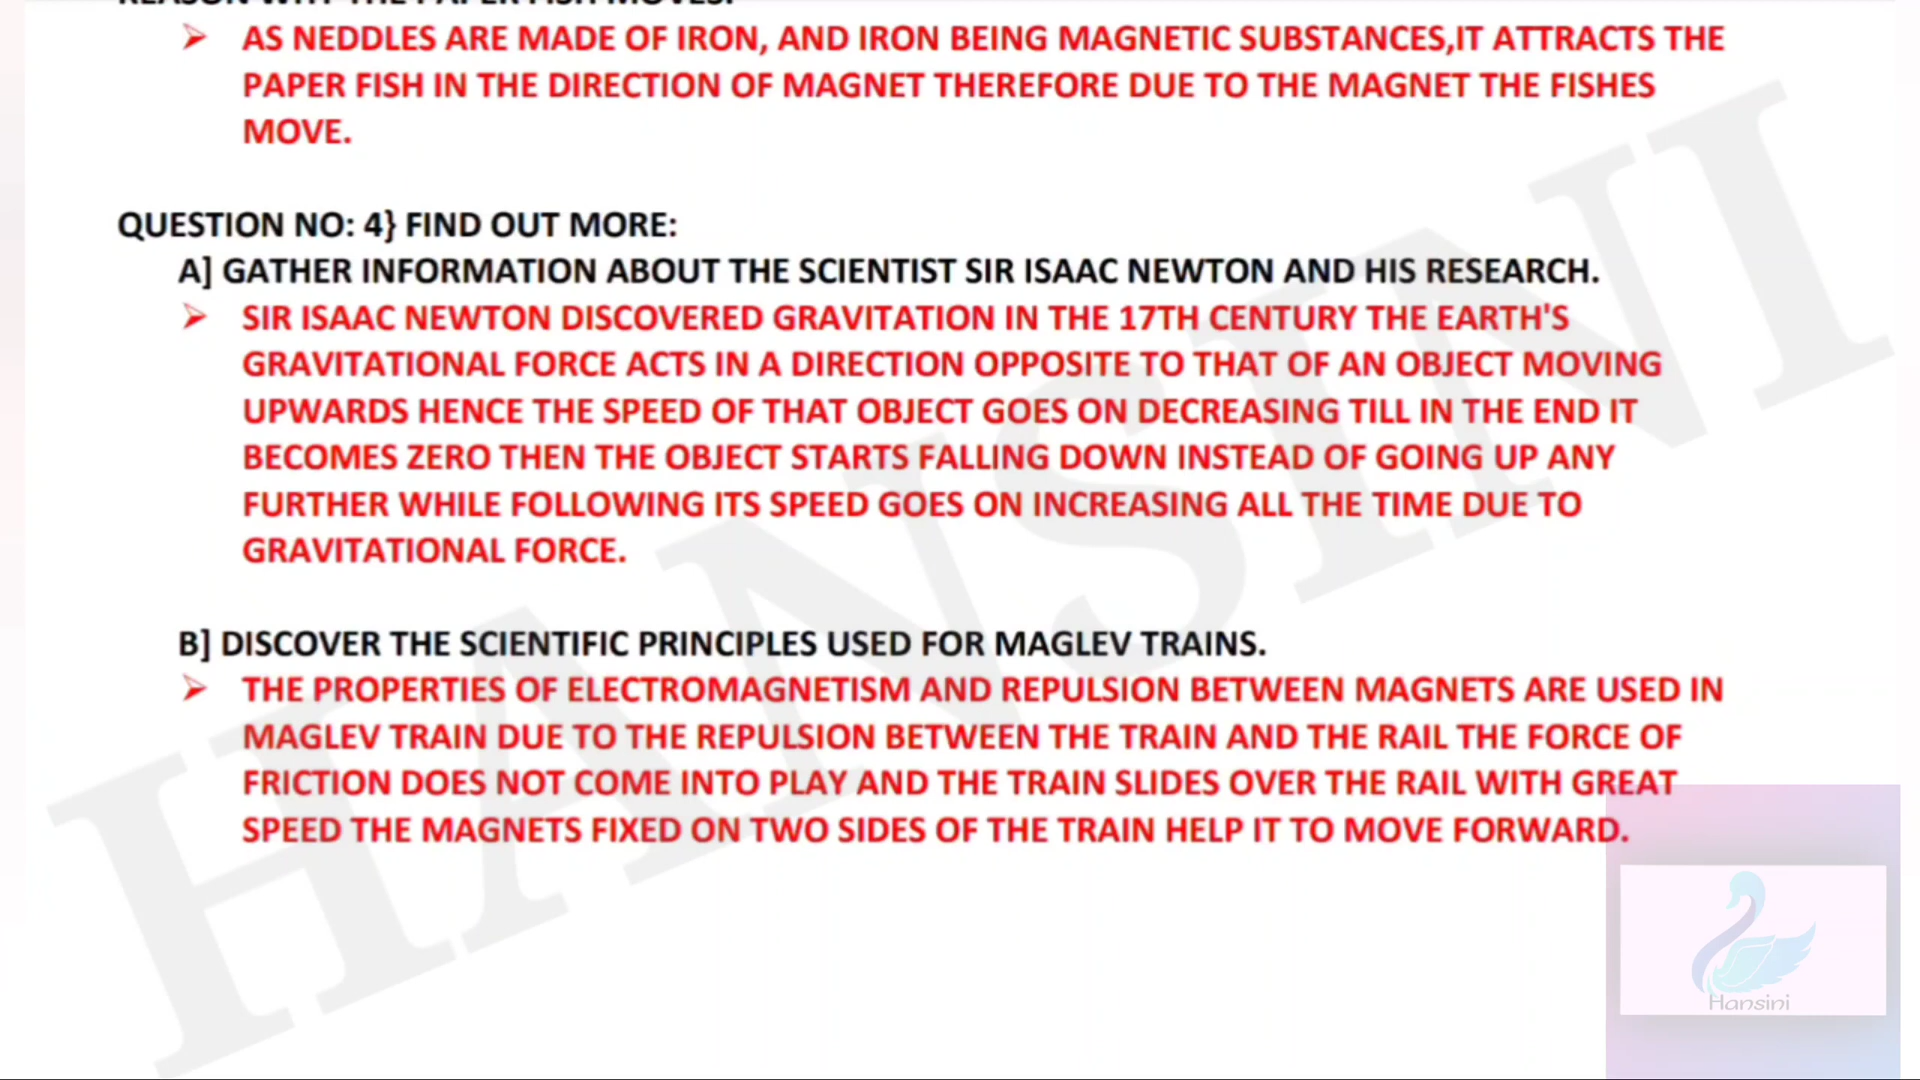 REASON WHY THE PAPER FISH MOVES.
➢ AS NEDDLES ARE MADE OF IRON, AND IRON BEING MAGNETIC SUBSTANCES,IT ATTRACTS THE
PAPER FISH IN THE DIRECTION OF MAGNET THEREFORE DUE TO THE MAGNET THE FISHES
MOVE.
QUESTION NO: 4} FIND OUT MORE:
A] GATHER INFORMATION ABOUT THE SCIENTIST SIR ISAAC NEWTON AND HIS RESEARCH.
➢ SIR ISAAC NEWTON DISCOVERED GRAVITATION IN THE 17TH CENTURY THE EARTH'S
GRAVITATIONAL FORCE ACTS IN A DIRECTION OPPOSITE TO THAT OF AN OBJECT MOVING
UPWARDS HENCE THE SPEED OF THAT OBJECT GOES ON DECREASING TILL IN THE END IT
BECOMES ZERO THEN THE OBJECT STARTS FALLING DOWN INSTEAD OF GOING UP ANY
FURTHER WHILE FOLLOWING ITS SPEED GOES ON INCREASING ALL THE TIME DUE TO
GRAVITATIONAL FORCE.
B] DISCOVER THE SCIENTIFIC PRINCIPLES USED FOR MAGLEV TRAINS.
➢ THE PROPERTIES OF ELECTROMAGNETISM AND REPULSION BETWEEN MAGNETS ARE USED IN
MAGLEV TRAIN DUE TO THE REPULSION BETWEEN THE TRAIN AND THE RAIL THE FORCE OF
FRICTION DOES NOT COME INTO PLAY AND THE TRAIN SLIDES OVER THE RAIL WITH GREAT
SPEED THE MAGNETS FIXED ON TWO SIDES OF THE TRAIN HELP IT TO MOVE FORWARD.
HANSINI
Hansini